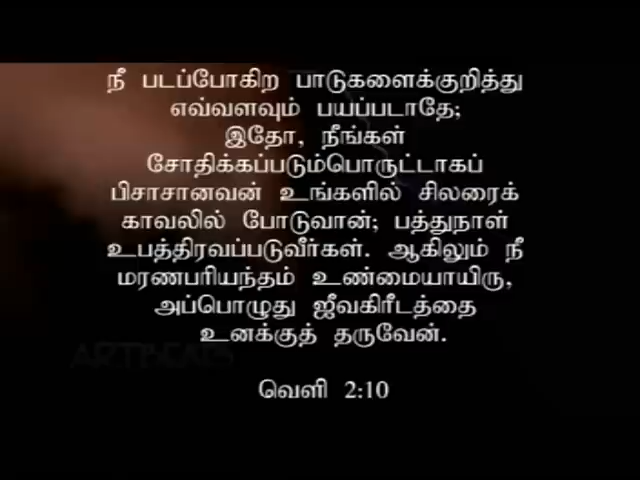 நீ படப்போகிற பாடுகளைக்குறித்து
எவ்வளவும் பயப்படாதே;
இதோ, நீங்கள்
சோதிக்கப்படும்பொருட்டாகப்
பிசாசானவன் உங்களில் சிலரைக்
காவலில் போடுவான்; பத்துநாள்
உபத்திரவப்படுவீர்கள். ஆகிலும் நீ
மரணபரியந்தம் உண்மையாயிரு,
அப்பொழுது ஜீவகிரீடத்தை
உனக்குத் தருவேன்.
ARTBEATS
வெளி 2:10